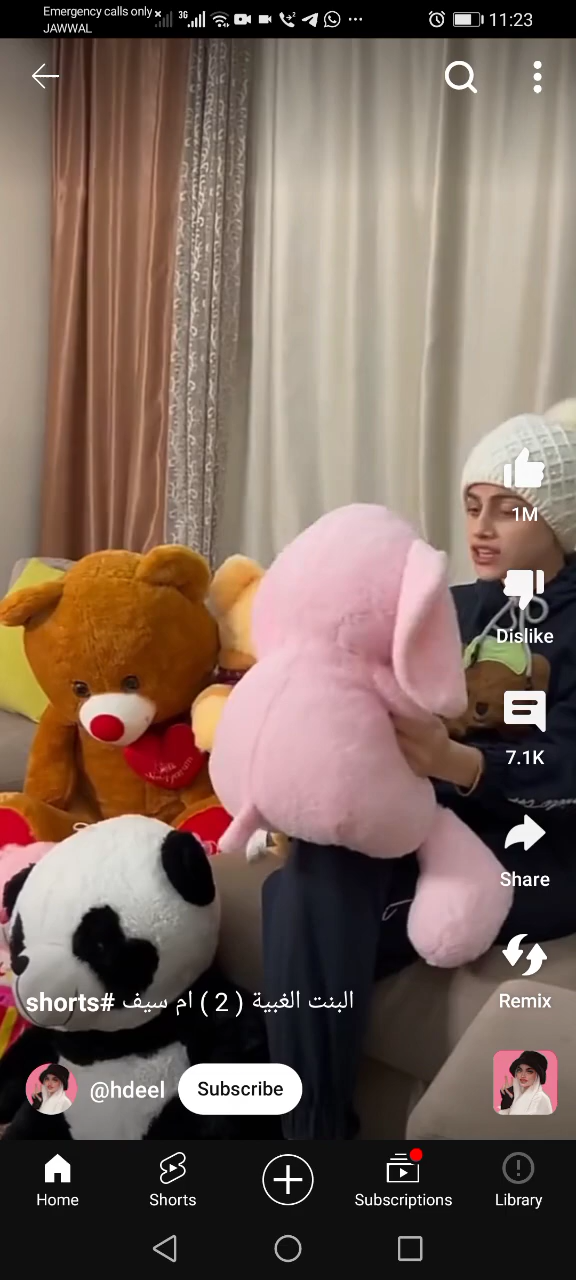 Emergency calls only
JAWWAL
3G
11:23
1M
Dislike
7.1K
Share
Remix
البنت الغبية ( 2 ) ام سيف #shorts
@hdeel
Subscribe
Home
Shorts
Subscriptions
Library